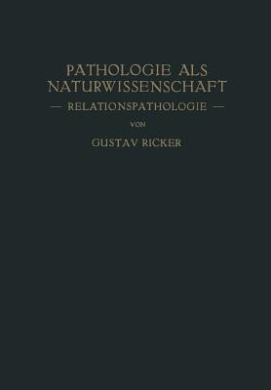 PATHOLOGIE ALS
NATURWISSENSCHAFT
— RELATIONSPATHOLOGIE —
VON
GUSTAV RICKER